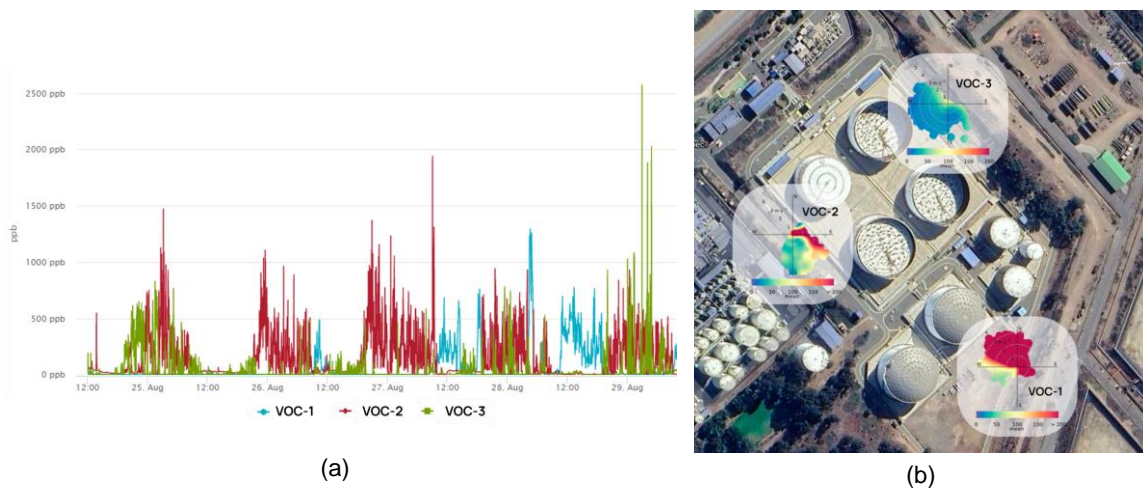 2500 ppb
2000 ppb
1500 ppb
1000 ppb
500 ppb
0 ppb
ppb
12:00 25. Aug 12:00 26. Aug 12:00 27. Aug 12:00 28. Aug 12:00 29. Aug
VOC-1 VOC-2 VOC-3
(a)
VOC-3
0 50 100 150 > 200
mean
VOC-2
0 50 100 150 > 200
mean
VOC-1
0 50 100 150 > 200
mean
(b)